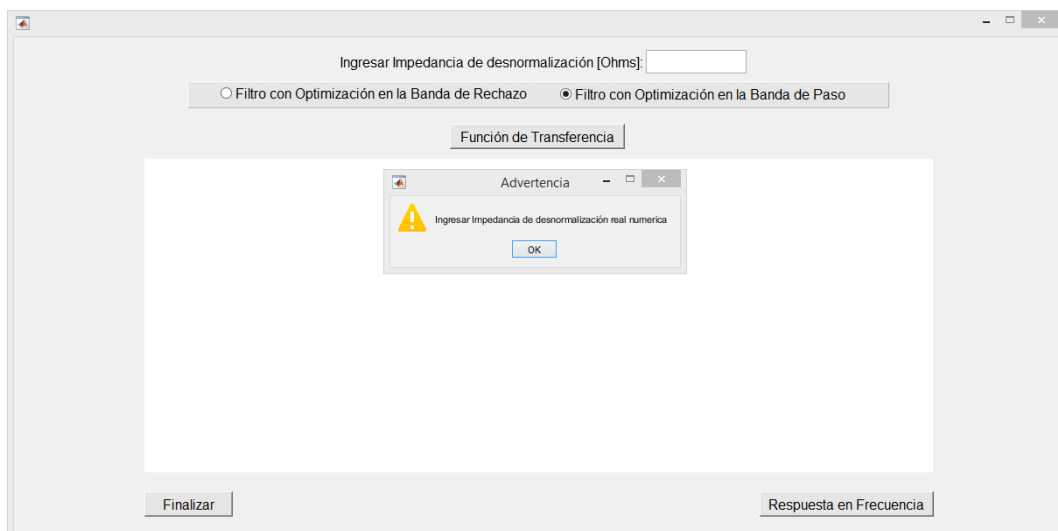 Ingresar Impedancia de desnormalización [Ohms]:
Filtro con Optimización en la Banda de Rechazo Filtro con Optimización en la Banda de Paso
Función de Transferencia
Advertencia
Ingresar Impedancia de desnormalización real numerica
OK
Finalizar Respuesta en Frecuencia